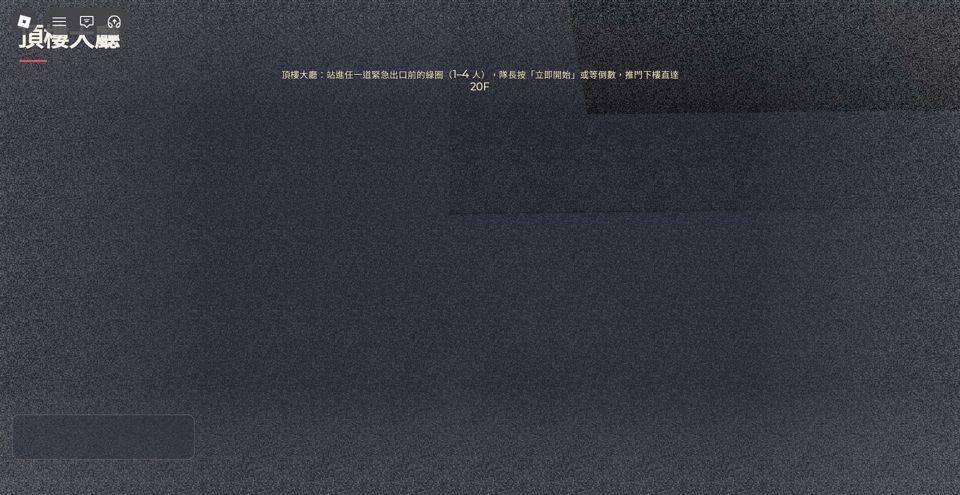 頂樓大廳
頂樓大廳：站進任一道緊急出口前的綠圈（1–4 人），隊長按「立即開始」或等倒數，推門下樓直達
20F